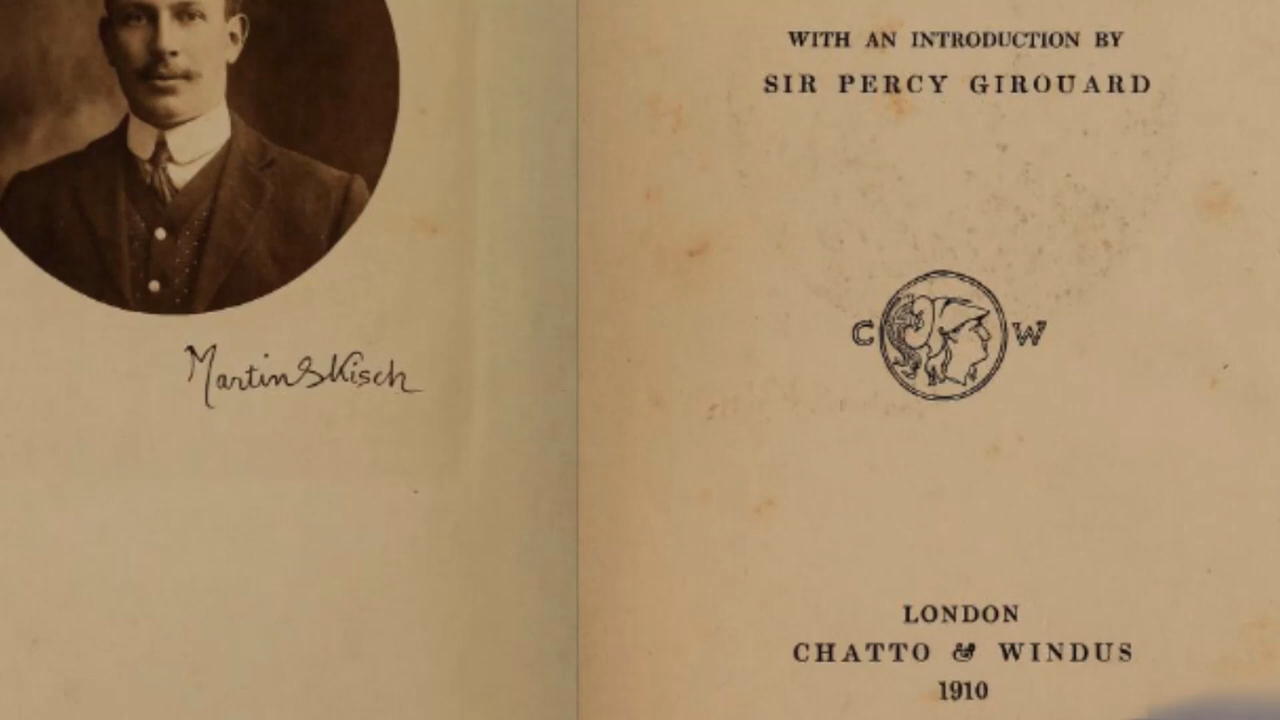 Martin S Kisch
WITH AN INTRODUCTION BY
SIR PERCY GIROUARD
C W
LONDON
CHATTO & WINDUS
1910